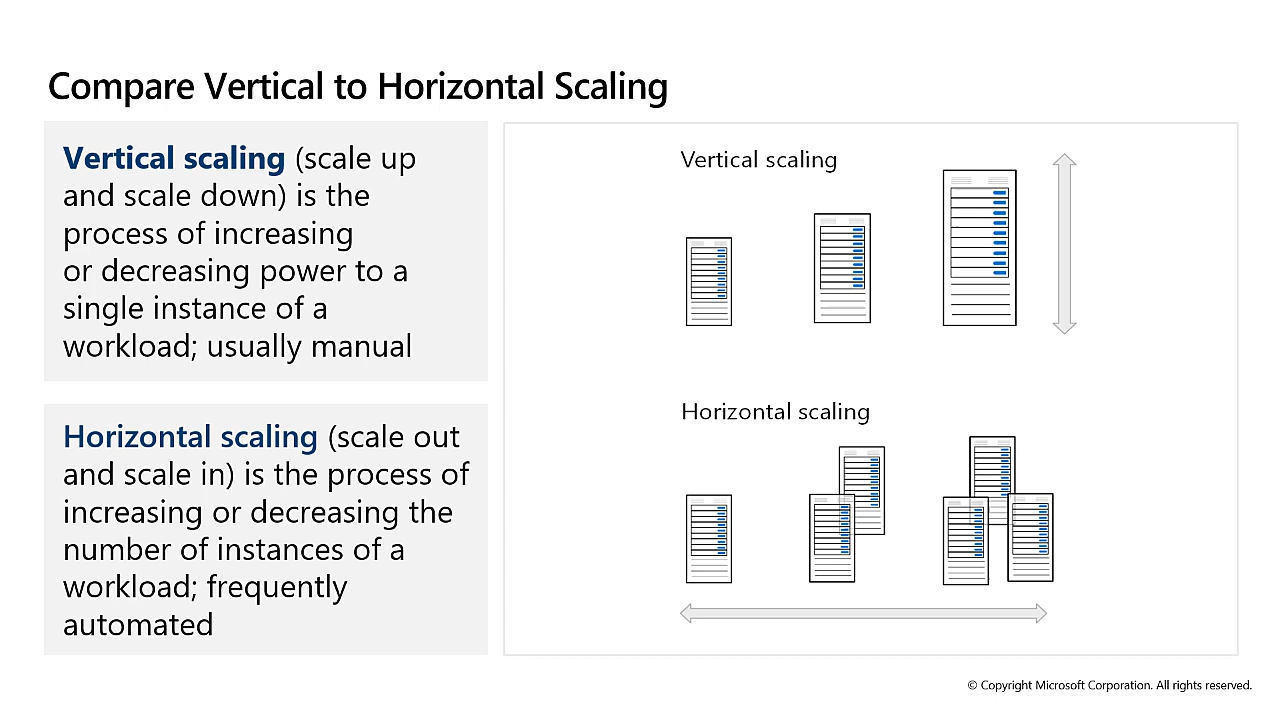 Compare Vertical to Horizontal Scaling
Vertical scaling (scale up
and scale down) is the
process of increasing
or decreasing power to a
single instance of a
workload; usually manual
Horizontal scaling (scale out
and scale in) is the process of
increasing or decreasing the
number of instances of a
workload; frequently
automated
Vertical scaling
Horizontal scaling
© Copyright Microsoft Corporation. All rights reserved.